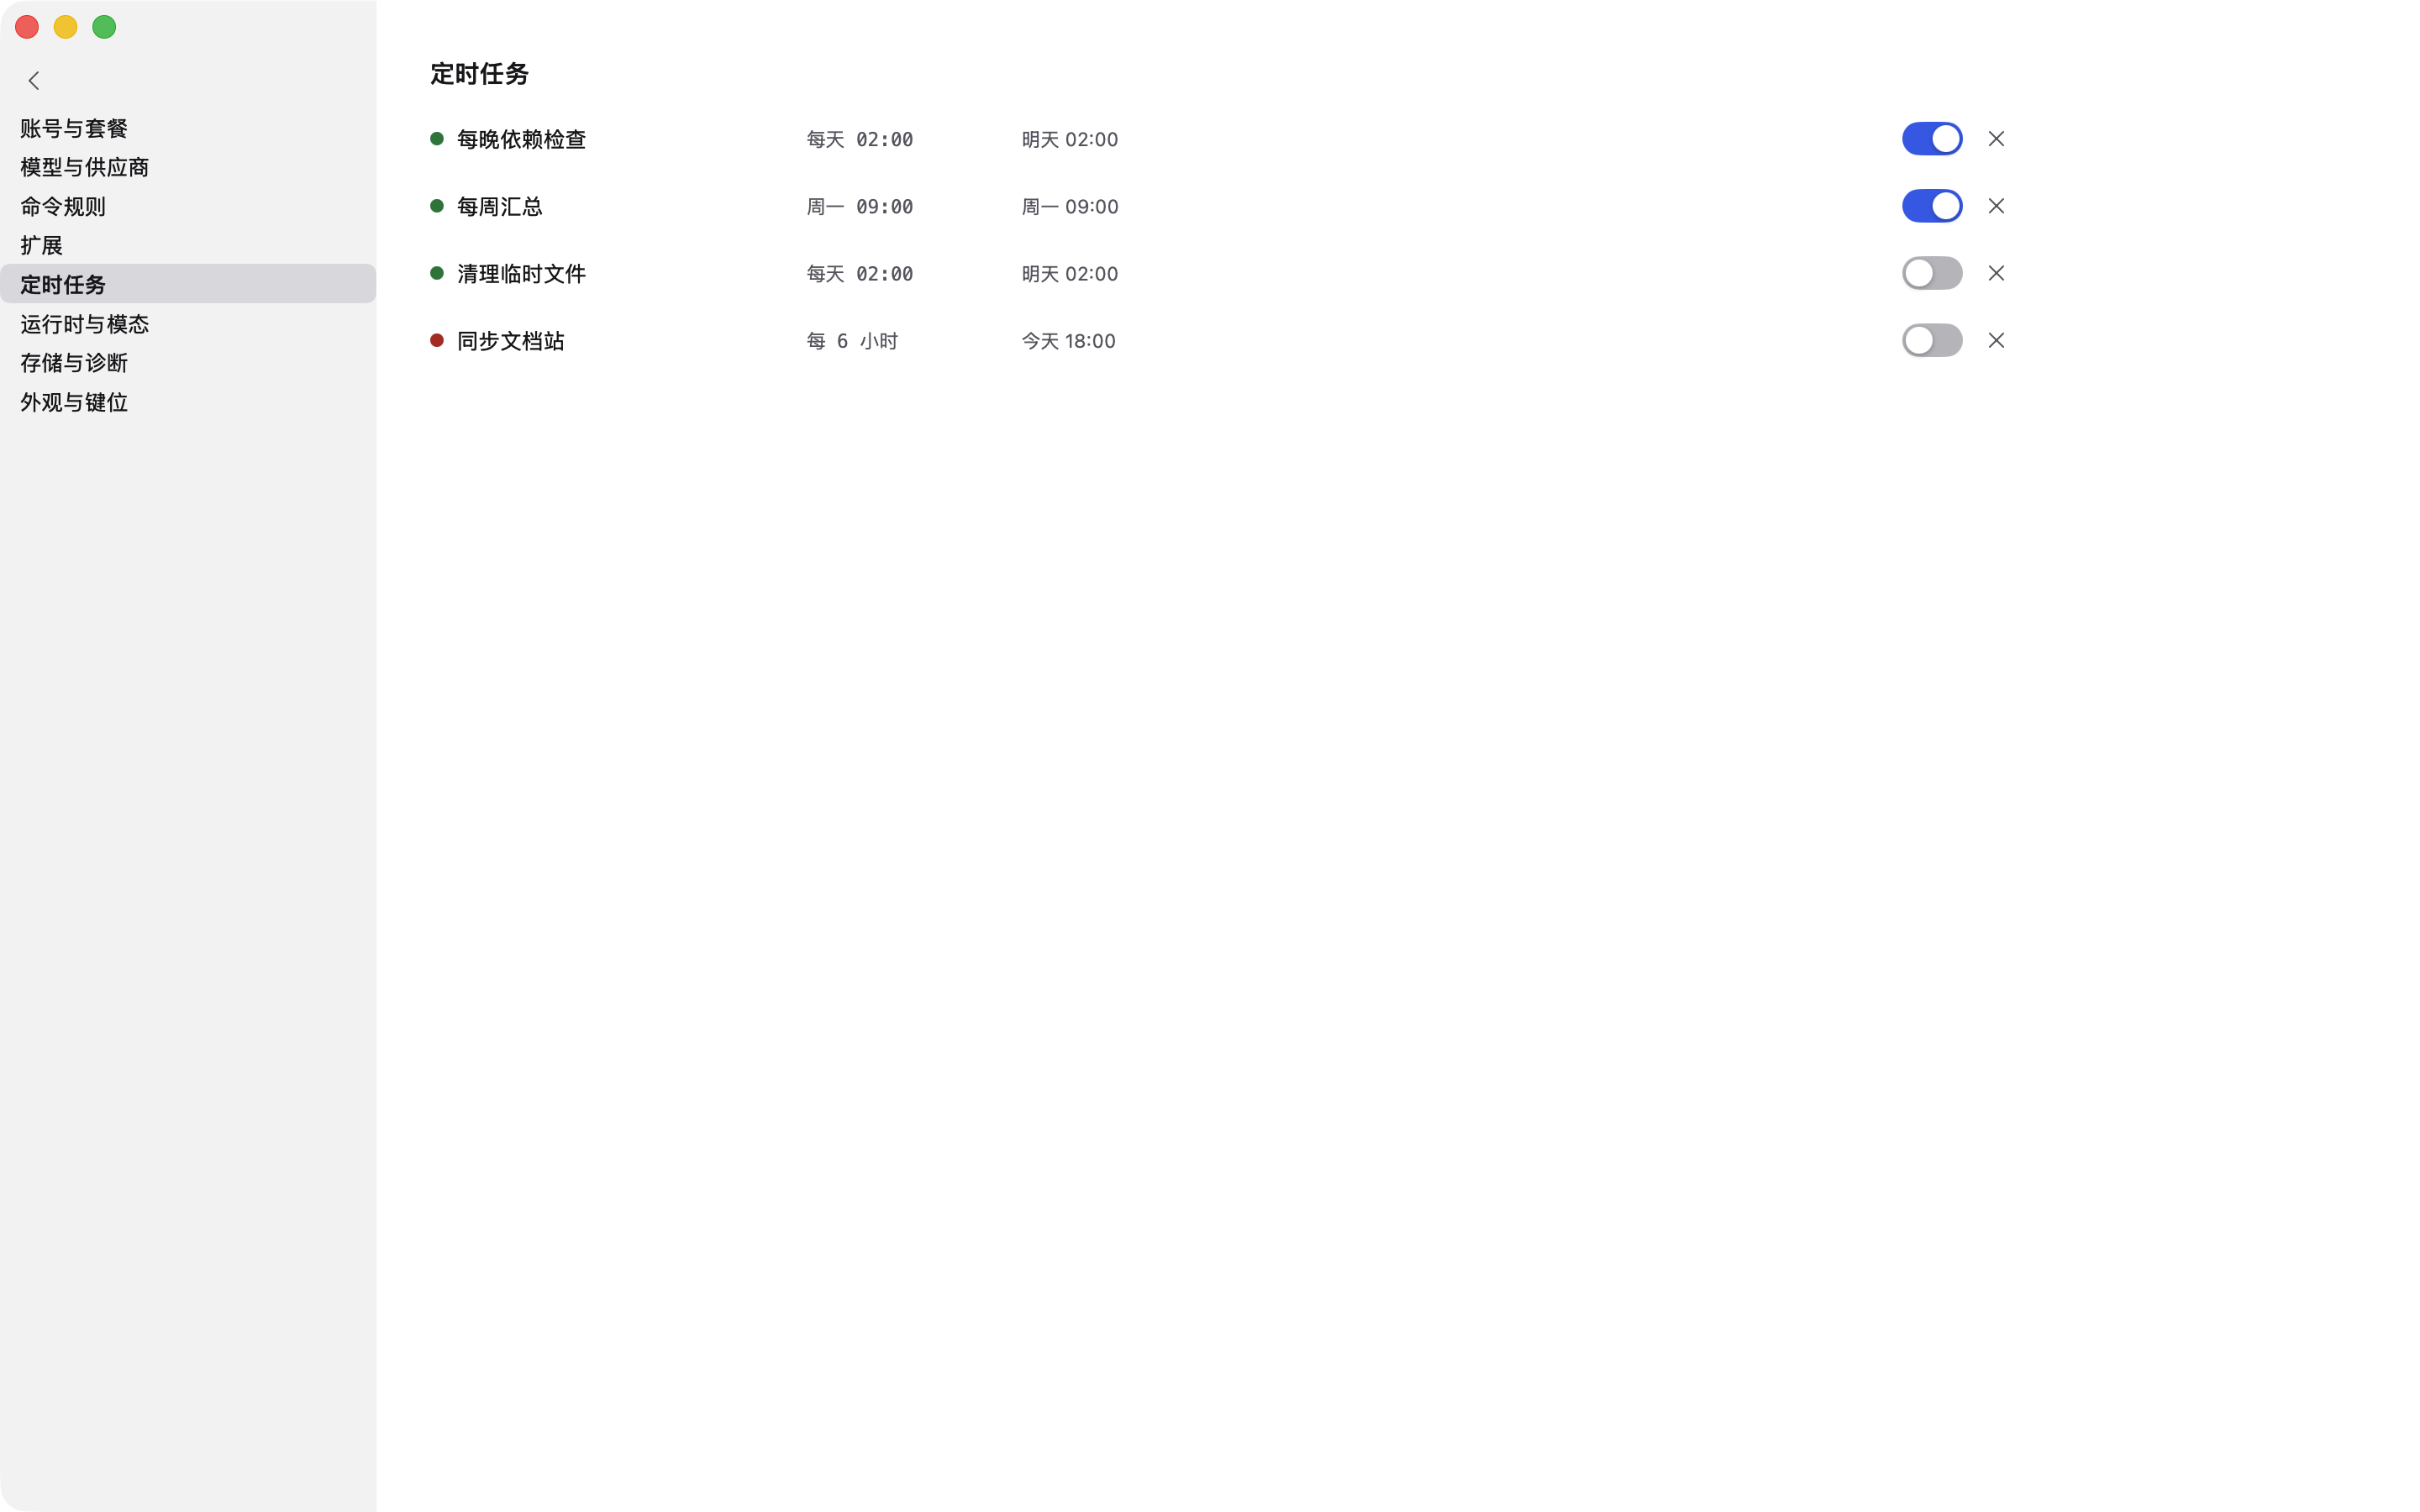 账号与套餐
模型与供应商
命令规则
扩展
定时任务
运行时与模态
存储与诊断
外观与键位
定时任务
每晚依赖检查 每天 02:00 明天 02:00
每周汇总 周一 09:00 周一 09:00
清理临时文件 每天 02:00 明天 02:00
同步文档站 每 6 小时 今天 18:00